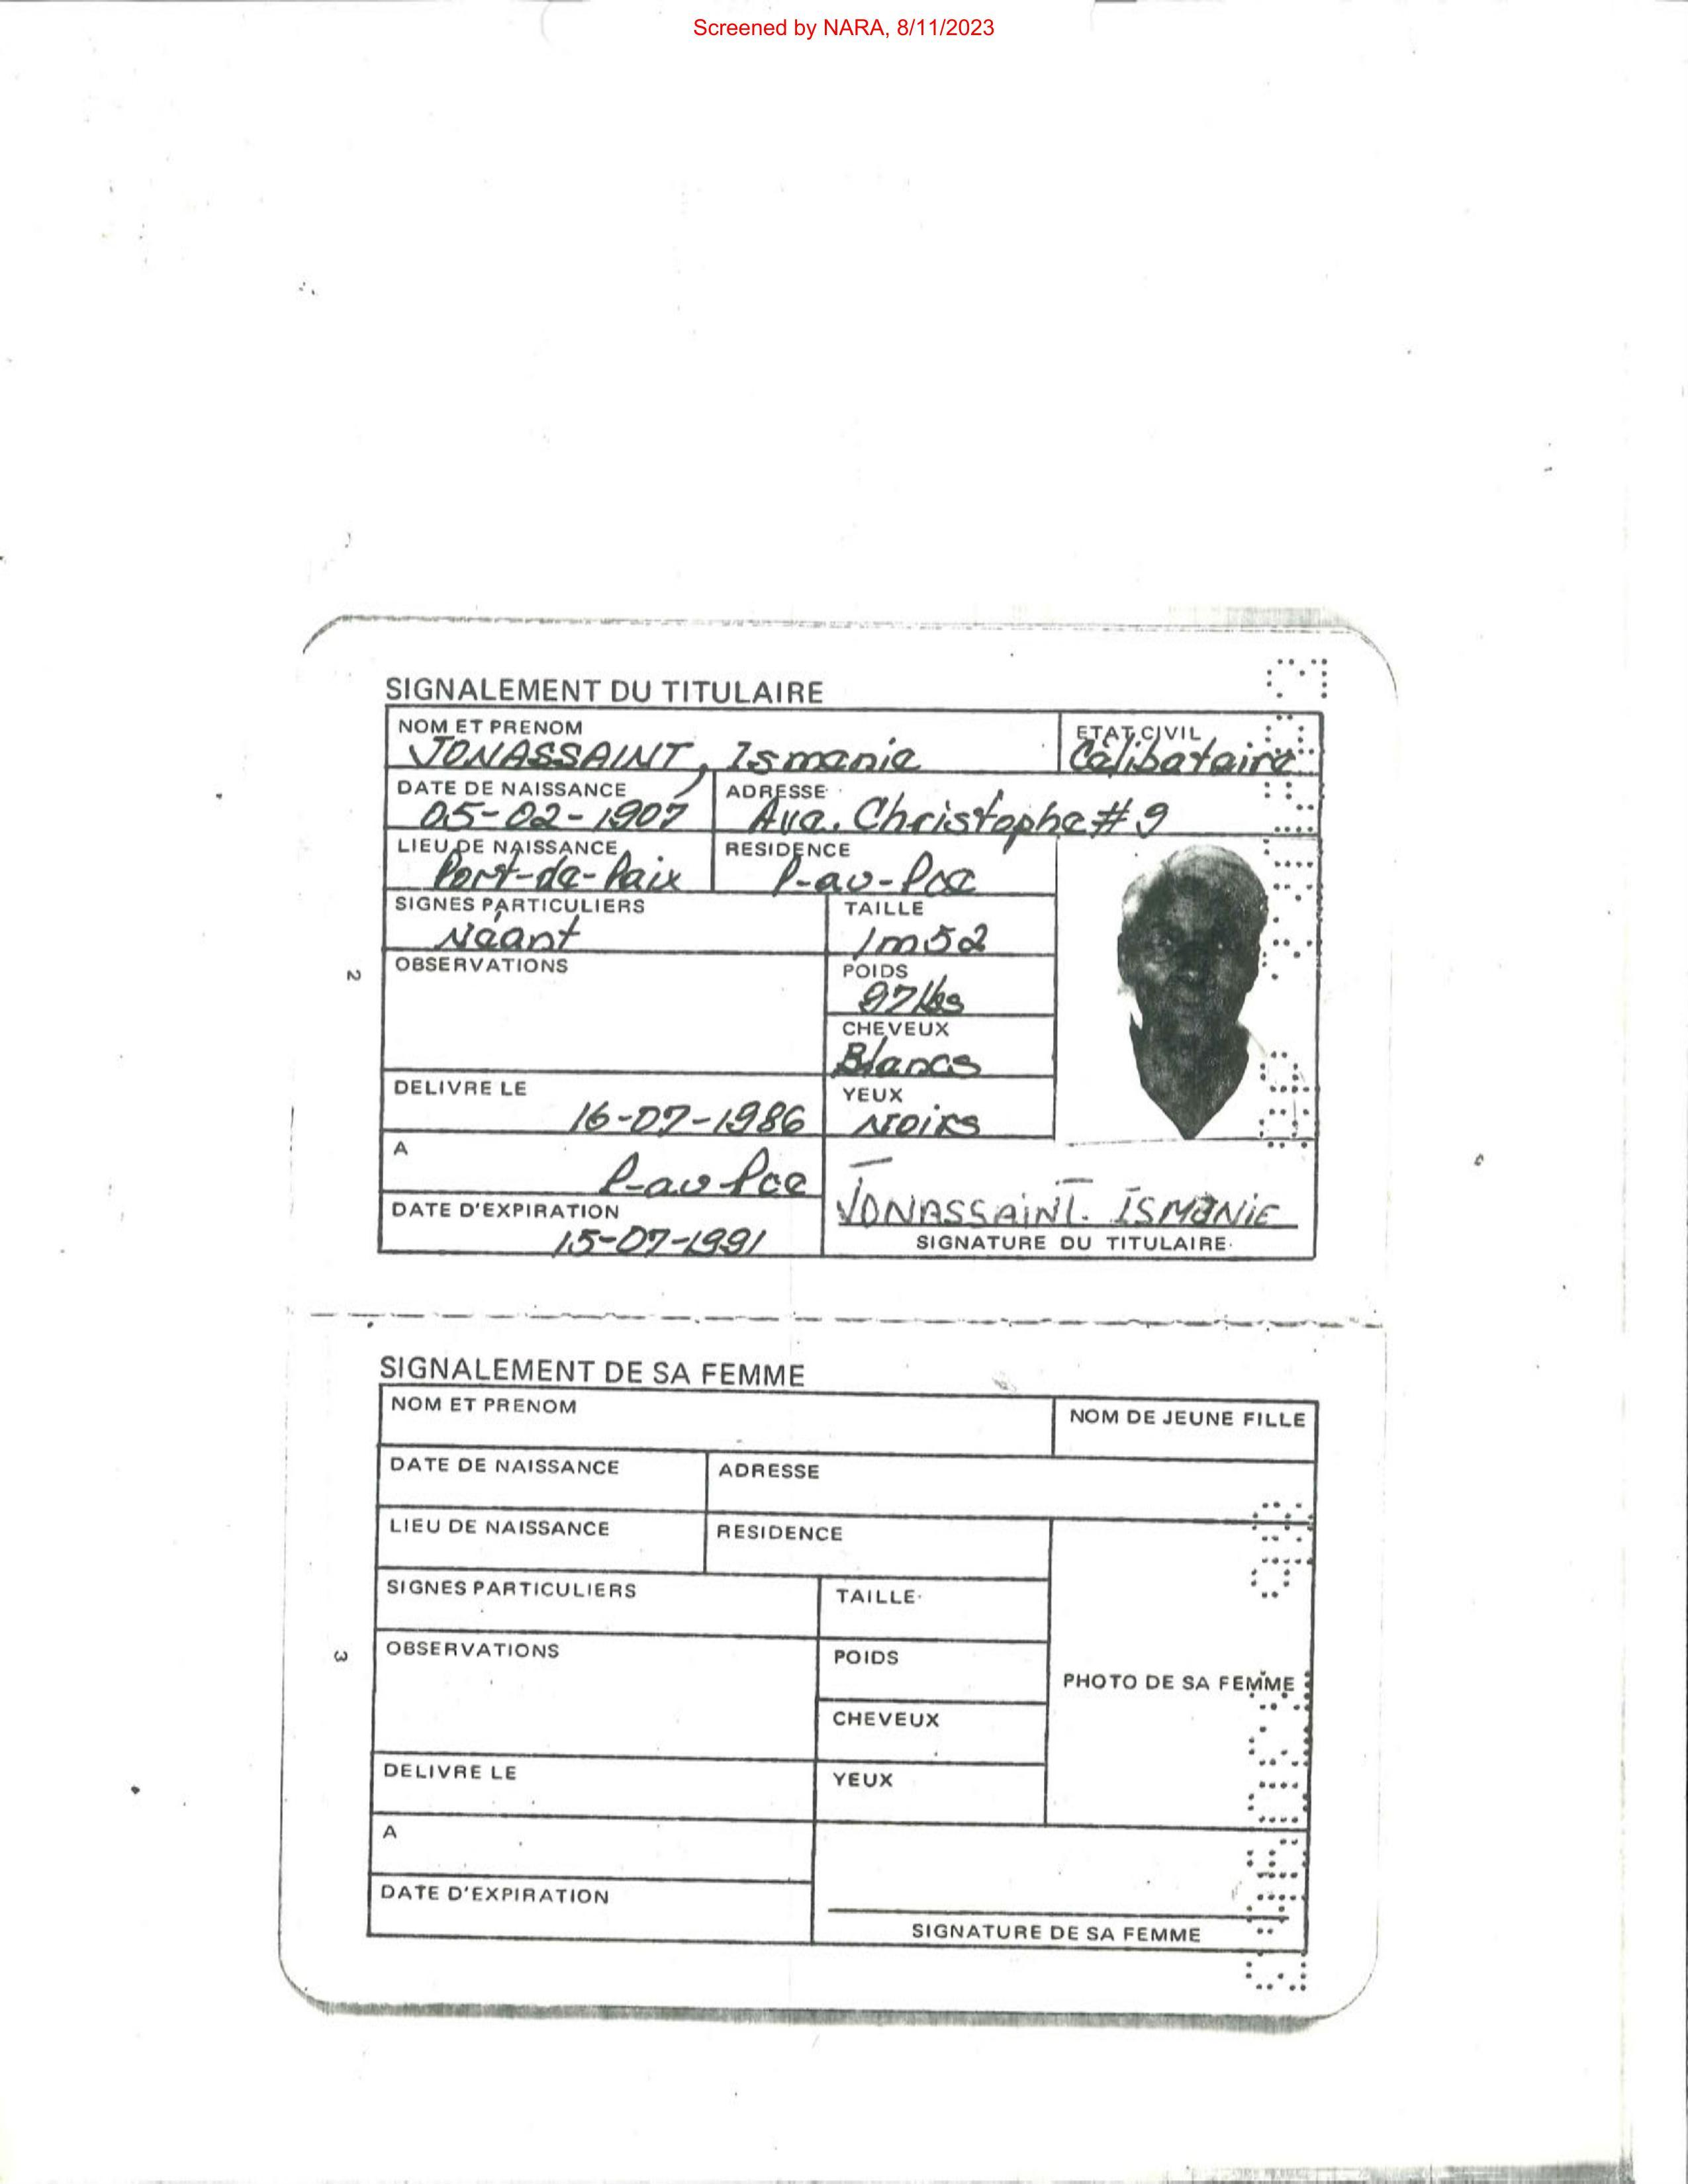 Screened by NARA, 8/11/2023
SIGNALEMENT DU TITULAIRE
NOM ET PRENOM ETAT CIVIL
JONASSAINT, Ismanie Célibataire
DATE DE NAISSANCE ADRESSE
05-02-1907 Ave. Christophe # 9
LIEU DE NAISSANCE RESIDENCE
Port-de-Paix P-au-Pce
SIGNES PARTICULIERS TAILLE
Néant 1m52
2
OBSERVATIONS POIDS
97 lbs
CHEVEUX
Blancs
DELIVRE LE YEUX
16-07-1986 Noirs
A
P-au Pce
JONASSAINT. ISMANIE
DATE D'EXPIRATION
15-07-1991
SIGNATURE DU TITULAIRE
SIGNALEMENT DE SA FEMME
NOM ET PRENOM NOM DE JEUNE FILLE
DATE DE NAISSANCE ADRESSE
LIEU DE NAISSANCE RESIDENCE
SIGNES PARTICULIERS TAILLE
3
OBSERVATIONS POIDS
PHOTO DE SA FEMME
CHEVEUX
DELIVRE LE YEUX
A
DATE D'EXPIRATION
SIGNATURE DE SA FEMME